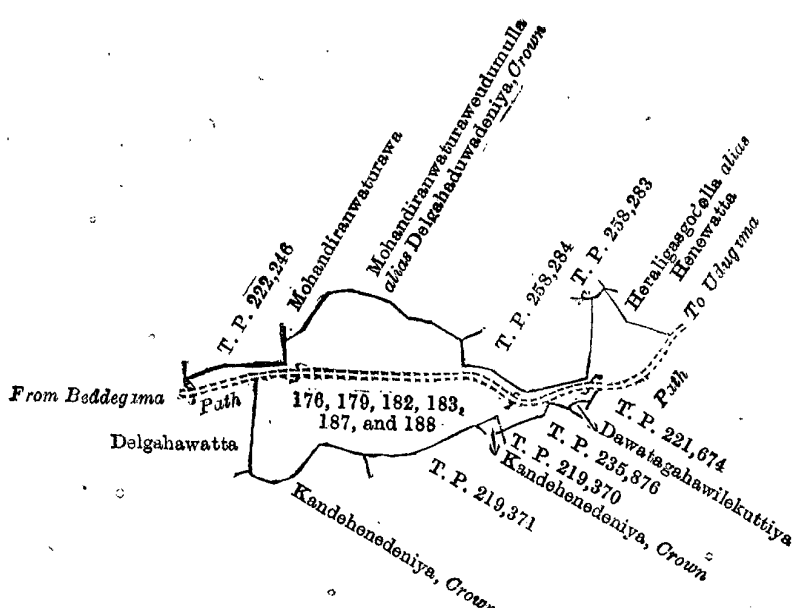 T. P. 222,246
Mohandiranwaturawa
Mohandiranwaturaweudumulla
alias Delgahaduwadeniya, Crown
T. P. 258,284
T. P. 258,283
Heraligasgodella alias
Henewatta
To Udugama
From Beddegama
Path
Path
176, 179, 182, 183,
187, and 188
Delgahawatta
T. P. 221,674
Dawatagahawilekuttiya
T. P. 235,876
T. P. 219,370
Kandehenedeniya, Crown
T. P. 219,371
Kandehenedeniya, Crown